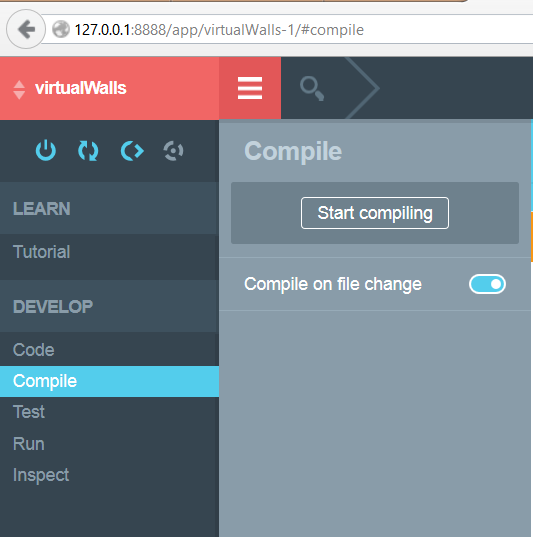 127.0.0.1:8888/app/virtualWalls-1/#compile
virtualWalls
Compile
LEARN
Start compiling
Tutorial
Compile on file change
DEVELOP
Code
Compile
Test
Run
Inspect